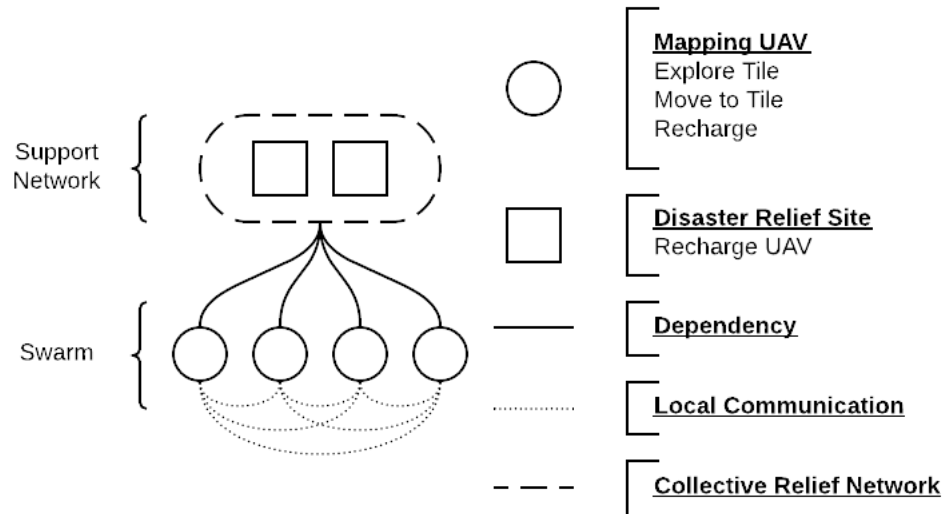 Support
Network
Swarm
Mapping UAV
Explore Tile
Move to Tile
Recharge
Disaster Relief Site
Recharge UAV
Dependency
Local Communication
Collective Relief Network